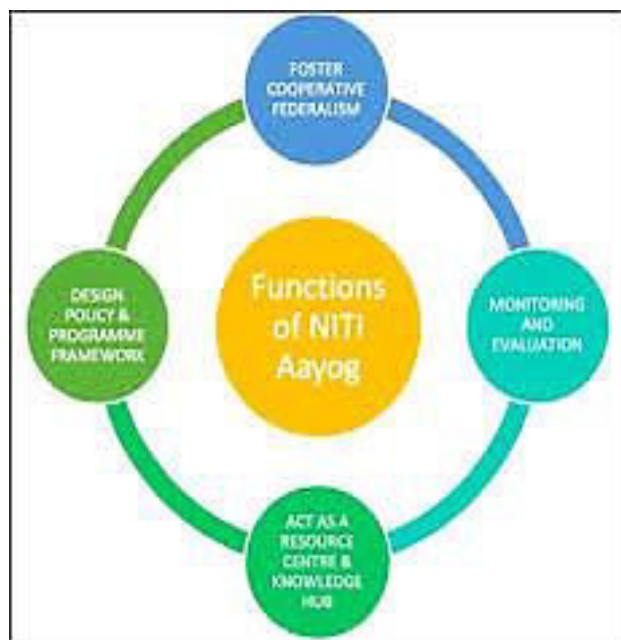 FOSTER
COOPERATIVE
FEDERALISM
Functions
of NITI
Aayog
DESIGN
POLICY &
PROGRAMME
FRAMEWORK
MONITORING
AND
EVALUATION
ACT AS A
RESOURCE
CENTRE &
KNOWLEDGE
HUB